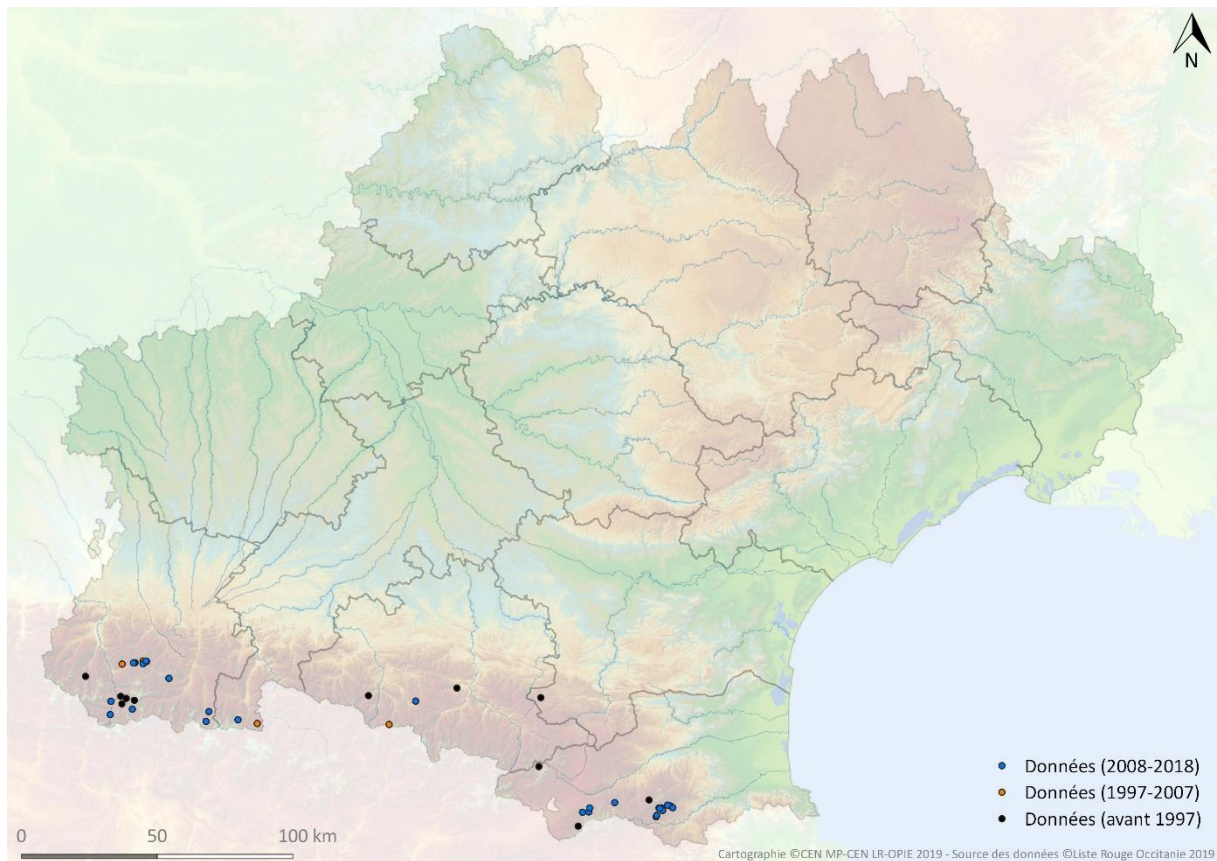 N
Données (2008-2018)
Données (1997-2007)
Données (avant 1997)
0 50 100 km
Cartographie ©CEN MP-CEN LR-OPIE 2019 - Source des données ©Liste Rouge Occitanie 2019